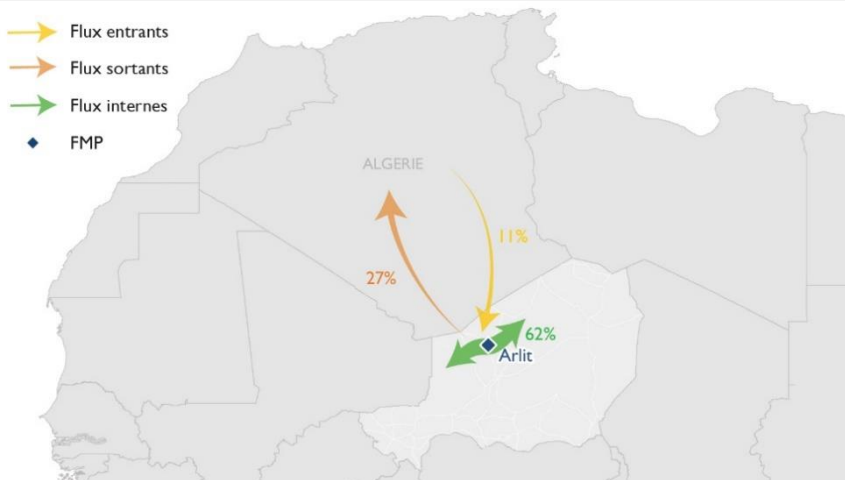 Flux entrants
Flux sortants
Flux internes
FMP
ALGERIE
11%
27%
62%
Arlit